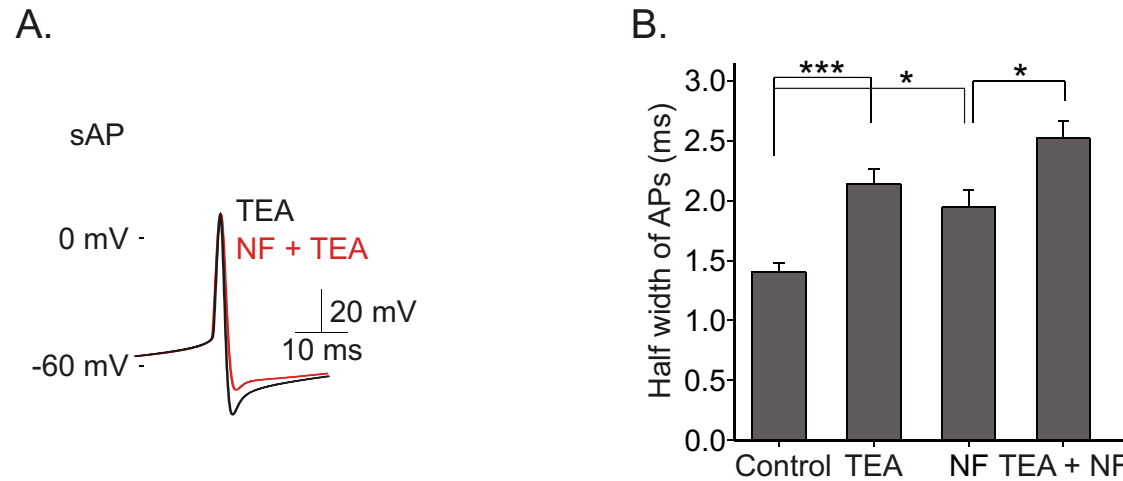 A.
sAP
TEA
0 mV
NF + TEA
20 mV
10 ms
-60 mV
B.
Half width of APs (ms)
3.0
2.5
2.0
1.5
1.0
0.5
0.0
***
*
*
Control TEA NF TEA + NF